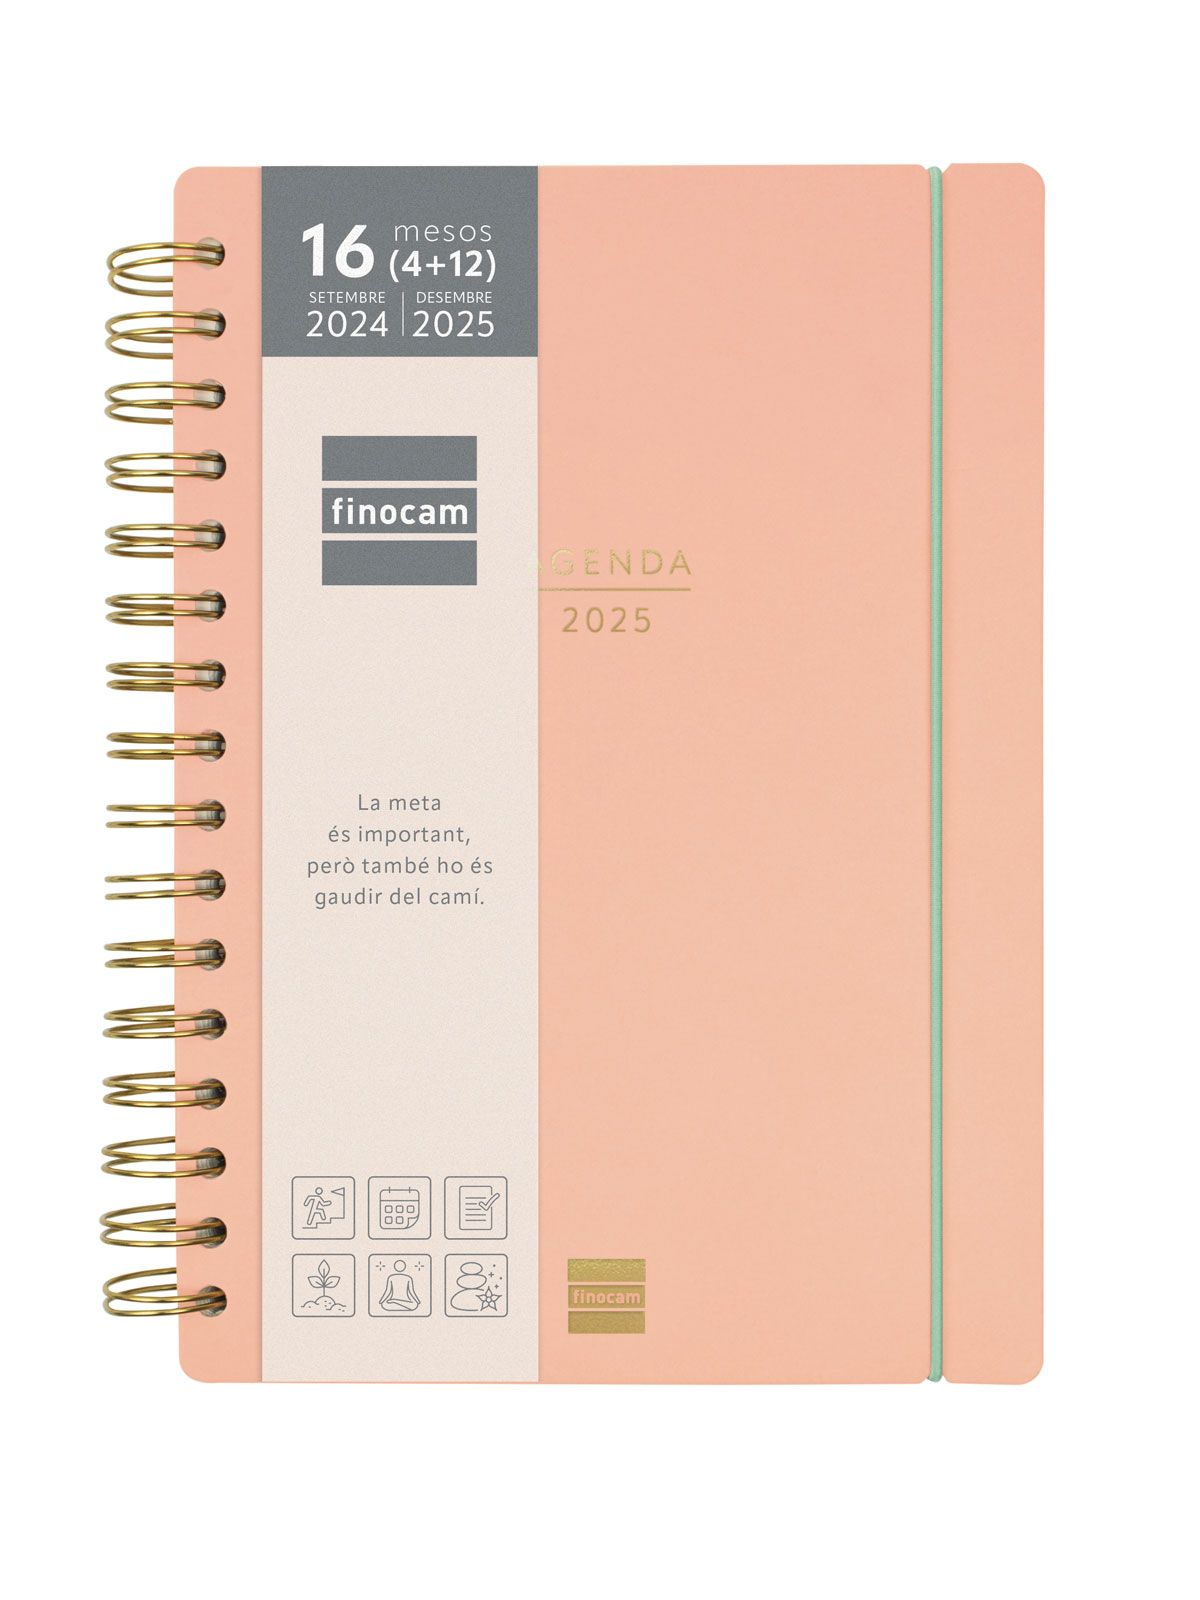 16 mesos
(4+12)
SETEMBRE
2024
DESEMBRE
2025
finocam
GENDA
2025
La meta
és important,
però també ho és
gaudir del camí.
finocam